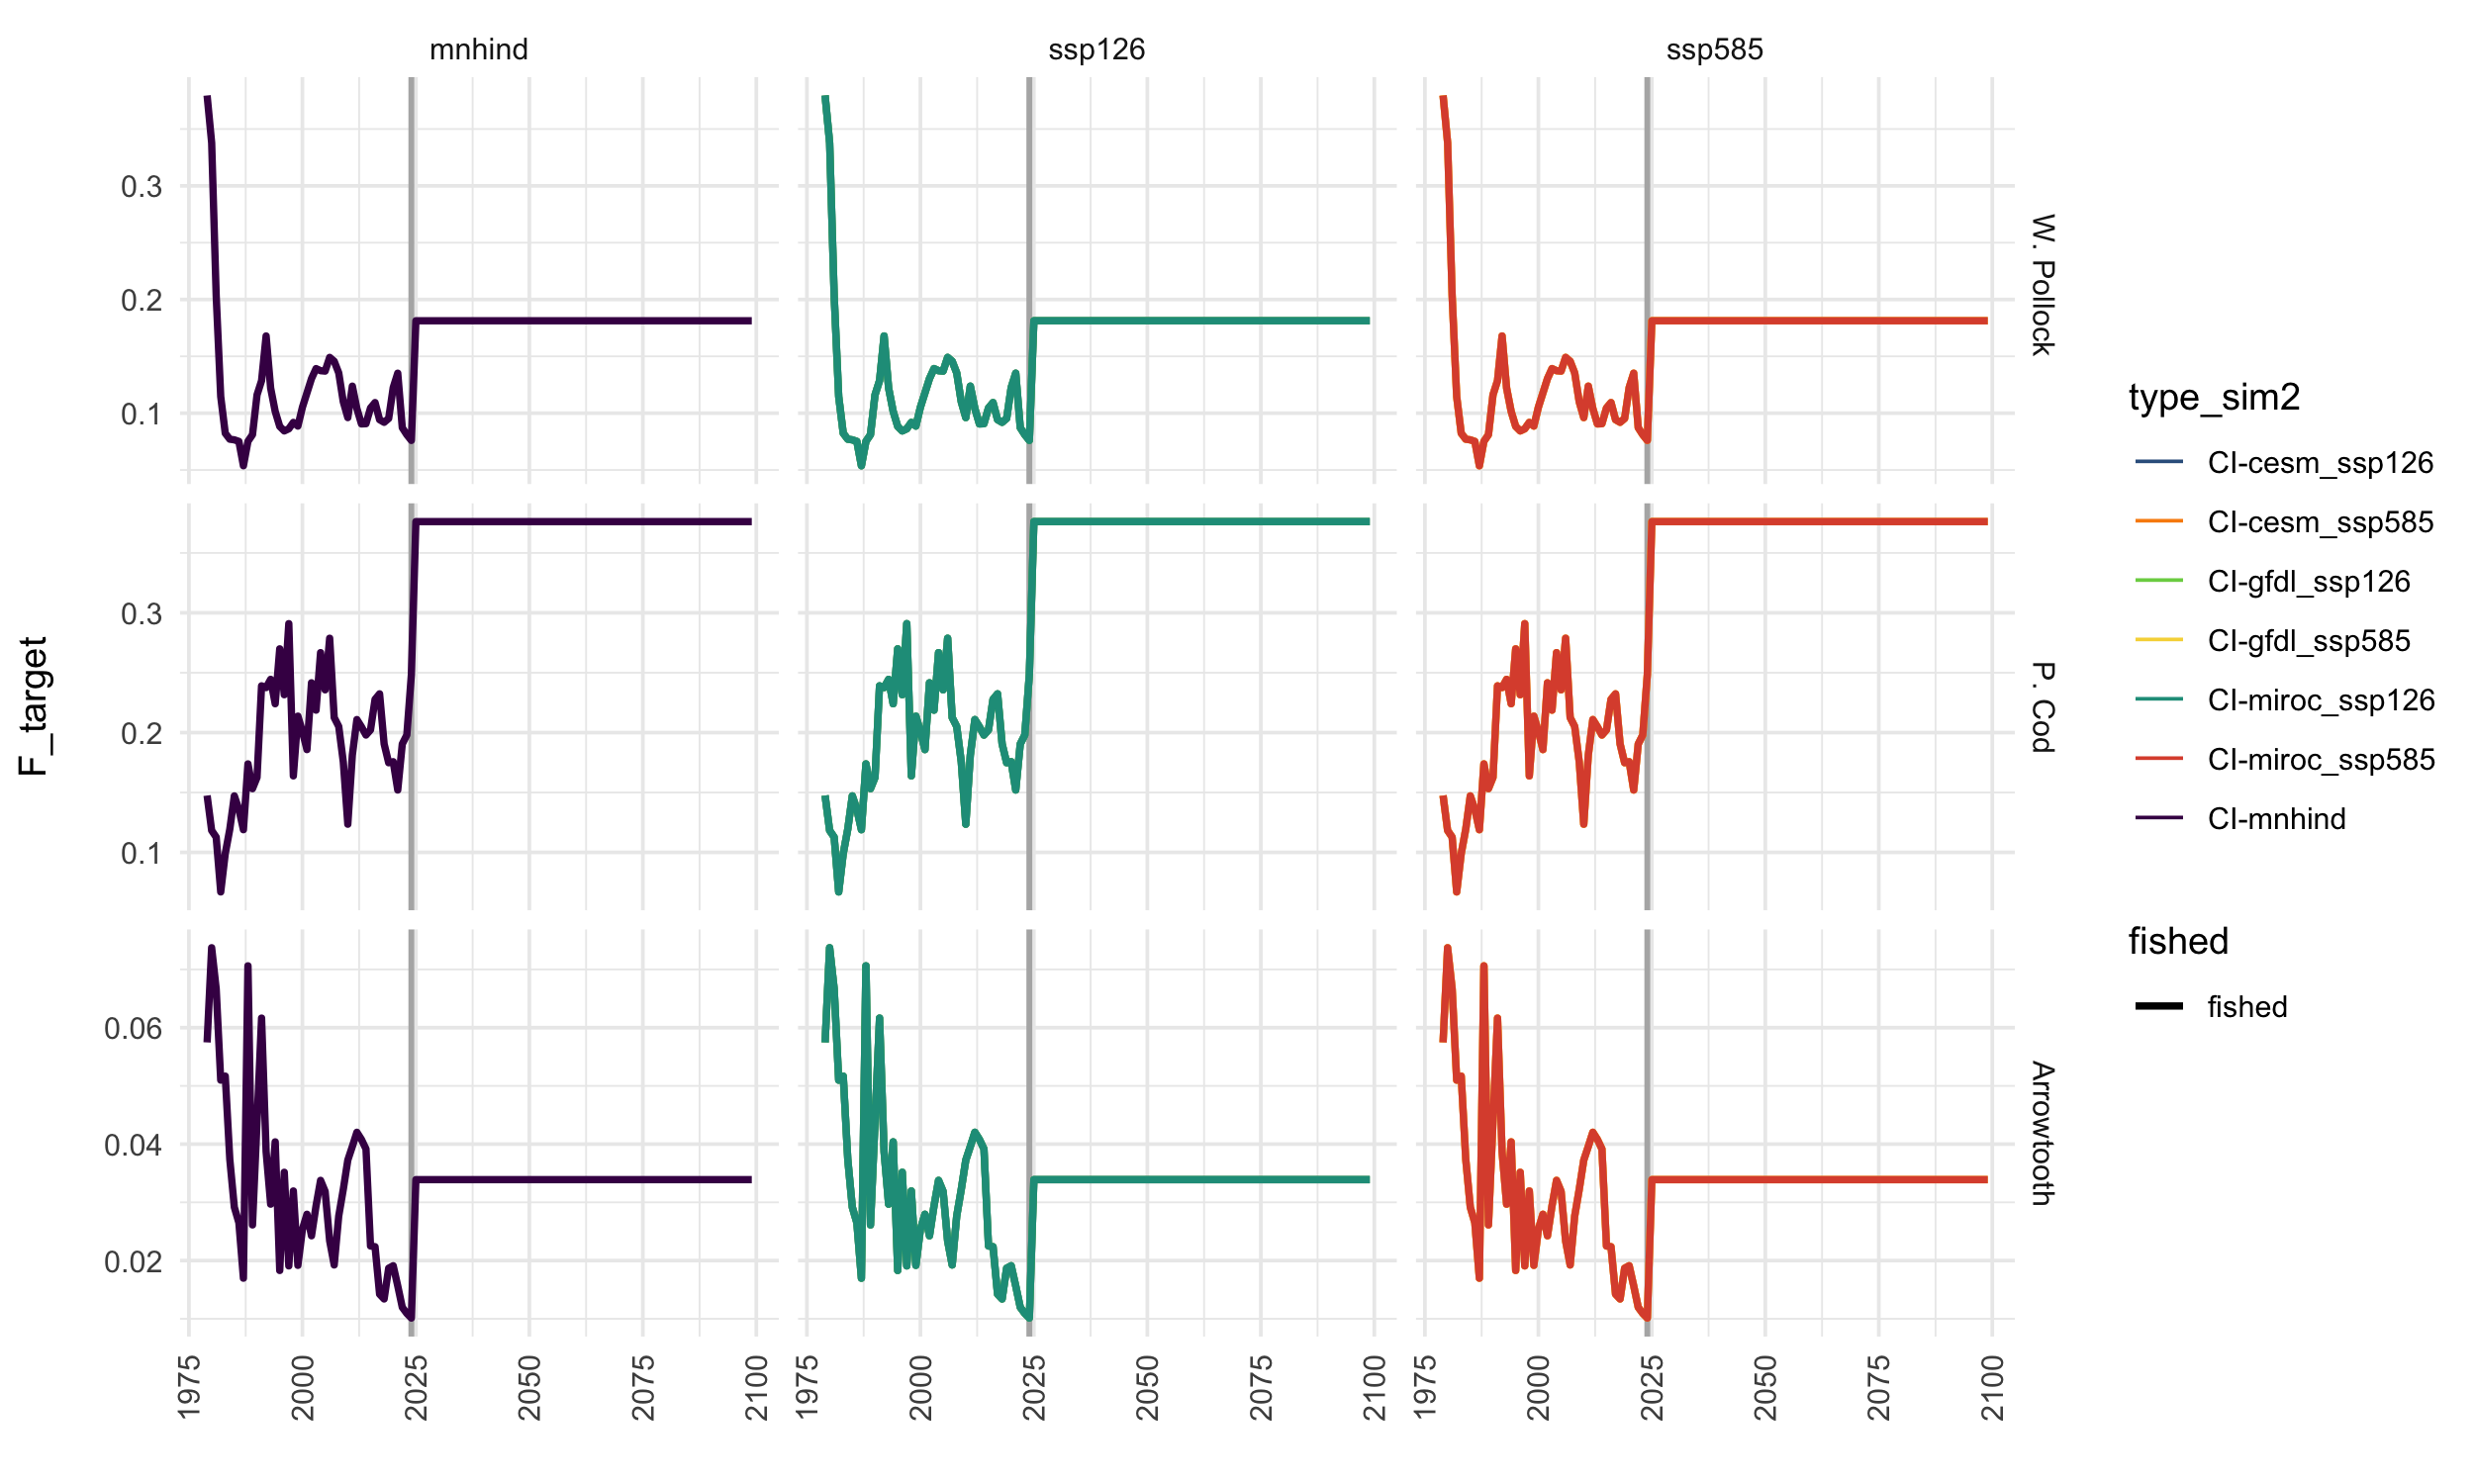 mnhind
ssp126
ssp585
0.3
0.2
0.1
W. Pollock
0.3
0.2
0.1
P. Cod
0.06
0.04
0.02
Arrowtooth
F_target
1975
2000
2025
2050
2075
2100
1975
2000
2025
2050
2075
2100
1975
2000
2025
2050
2075
2100
type_sim2
CI-cesm_ssp126
CI-cesm_ssp585
CI-gfdl_ssp126
CI-gfdl_ssp585
CI-miroc_ssp126
CI-miroc_ssp585
CI-mnhind
fished
fished